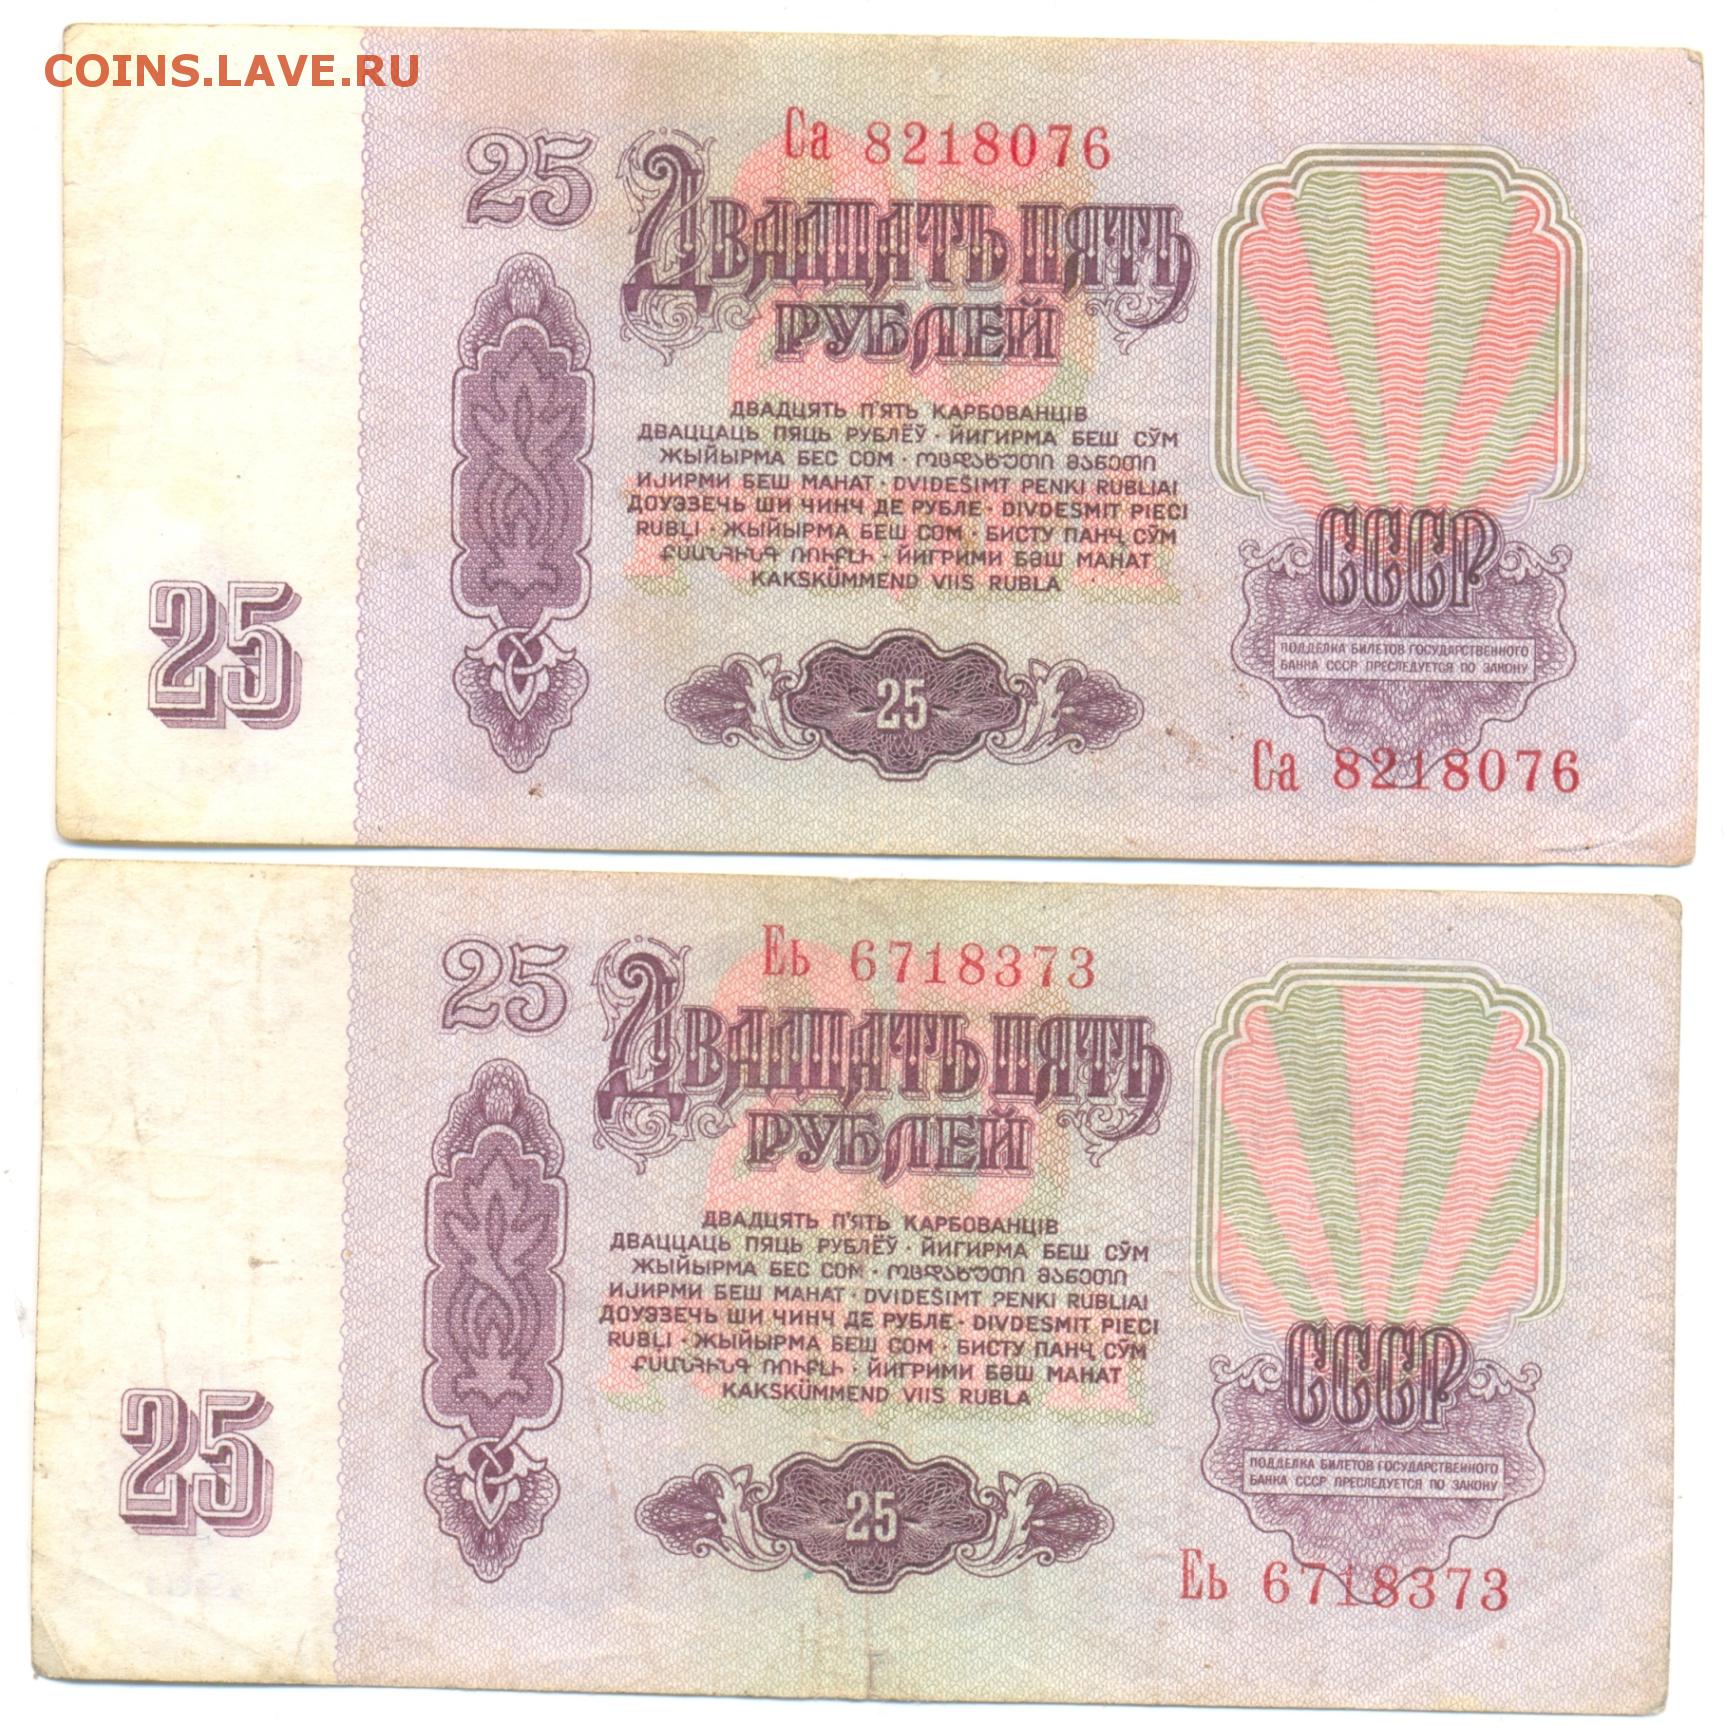 COINS.LAVE.RU
Са 8218076
25
Двадцать пять
рублей
ДВАДЦЯТЬ П'ЯТЬ КАРБОВАНЦІВ
ДВАЦЦАЦЬ ПЯЦЬ РУБЛЁЎ · ЙИГИРМА БЕШ СЎМ
ЖЫЙЫРМА БЕС СОМ · ᲝᲪᲓᲐᲮᲣᲗᲘ ᲛᲐᲜᲔᲗᲘ
ИЈИРМИ БЕШ МАНАТ · DVIDEŠIMT PENKI RUBLIAI
ДОУЭЗЕЧЬ ШИ ЧИНЧ ДЕ РУБЛЕ · DIVDESMIT PIECI
RUBĻI · ЖЫЙЫРМА БЕШ СОМ · БИСТУ ПАНҶ СӮМ
ՔՍԱՆՀԻՆԳ ՌՈՒԲԼԻ · ЙИГРИМИ БӘШ МАНАТ
KAKSKÜMMEND VIIS RUBLA
СССР
ПОДДЕЛКА БИЛЕТОВ ГОСУДАРСТВЕННОГО
БАНКА СССР ПРЕСЛЕДУЕТСЯ ПО ЗАКОНУ
25
25
Са 8218076
Еь 6718373
25
Двадцать пять
рублей
ДВАДЦЯТЬ П'ЯТЬ КАРБОВАНЦІВ
ДВАЦЦАЦЬ ПЯЦЬ РУБЛЁЎ · ЙИГИРМА БЕШ СЎМ
ЖЫЙЫРМА БЕС СОМ · ᲝᲪᲓᲐᲮᲣᲗᲘ ᲛᲐᲜᲔᲗᲘ
ИЈИРМИ БЕШ МАНАТ · DVIDEŠIMT PENKI RUBLIAI
ДОУЭЗЕЧЬ ШИ ЧИНЧ ДЕ РУБЛЕ · DIVDESMIT PIECI
RUBĻI · ЖЫЙЫРМА БЕШ СОМ · БИСТУ ПАНҶ СӮМ
ՔՍԱՆՀԻՆԳ ՌՈՒԲԼԻ · ЙИГРИМИ БӘШ МАНАТ
KAKSKÜMMEND VIIS RUBLA
СССР
ПОДДЕЛКА БИЛЕТОВ ГОСУДАРСТВЕННОГО
БАНКА СССР ПРЕСЛЕДУЕТСЯ ПО ЗАКОНУ
25
25
Еь 6718373